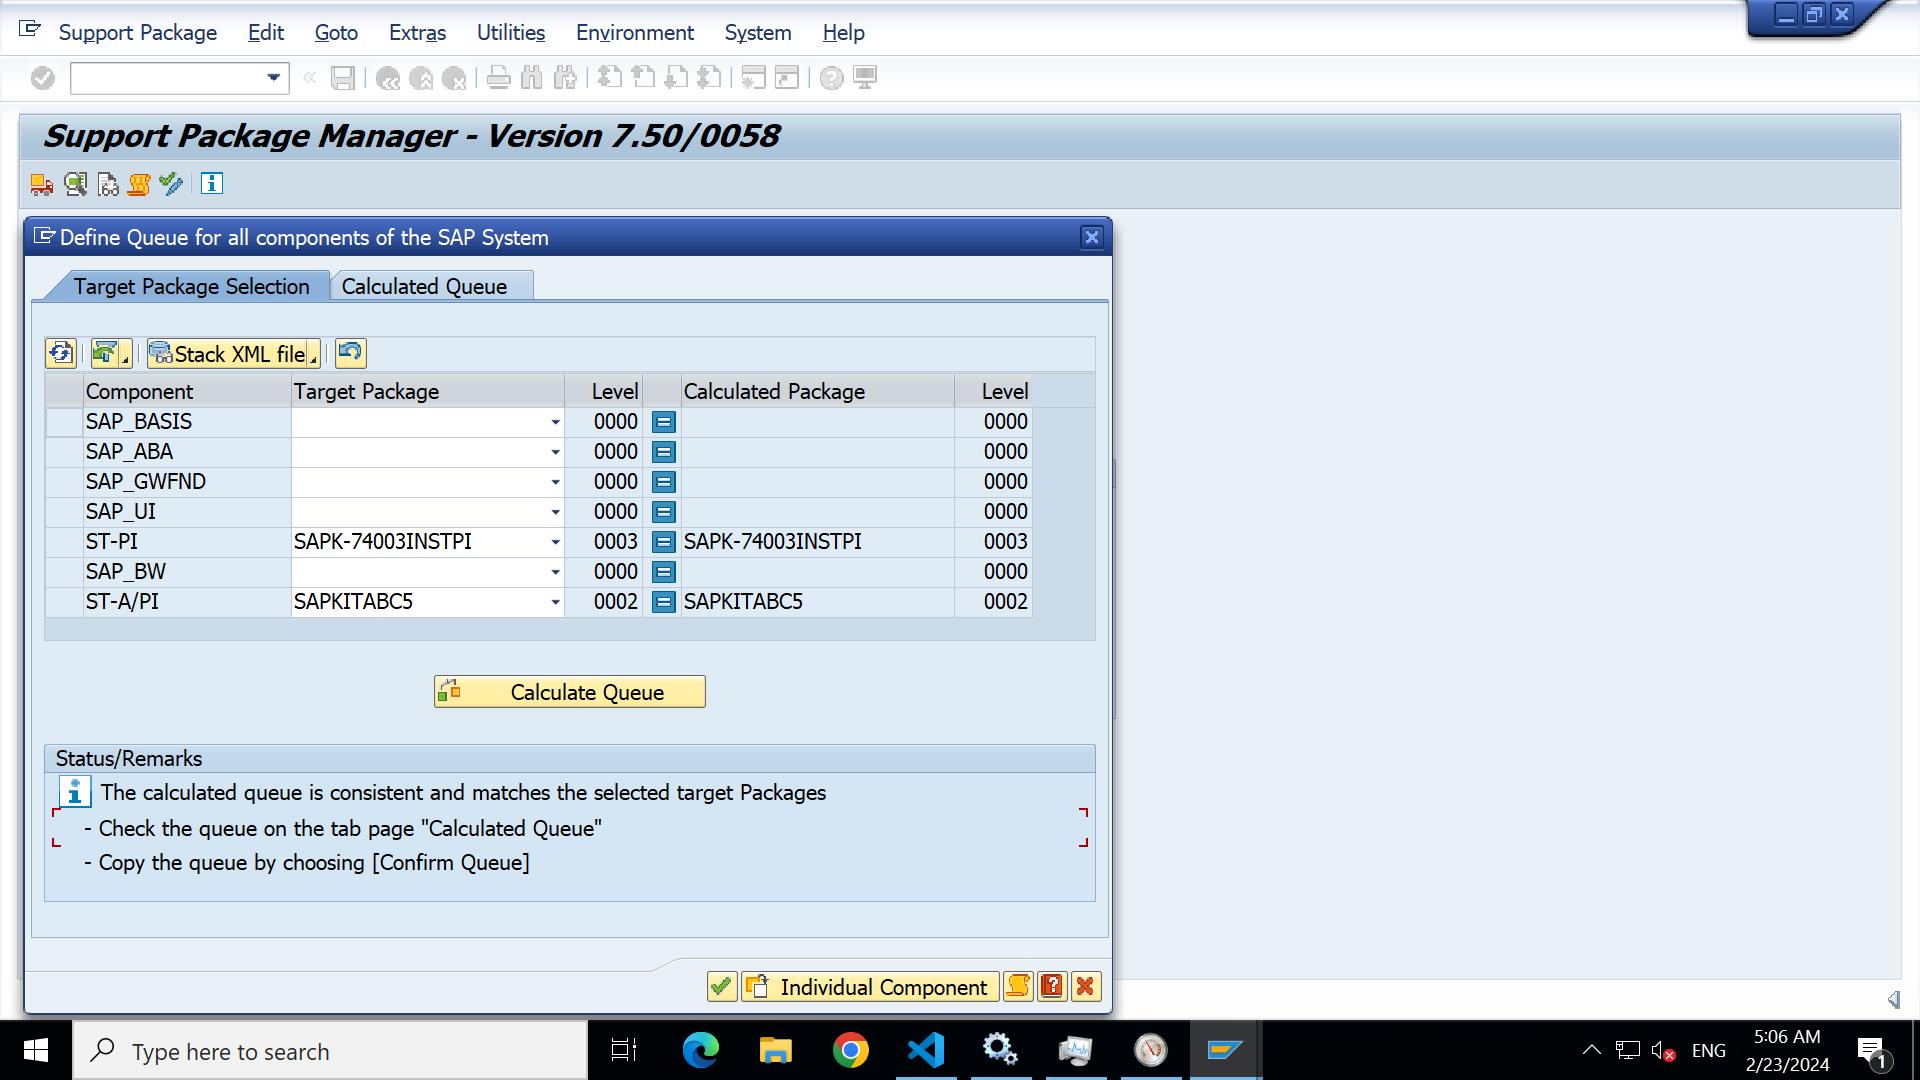 Support Package Edit Goto Extras Utilities Environment System Help
Support Package Manager - Version 7.50/0058
Define Queue for all components of the SAP System
Target Package Selection Calculated Queue
Stack XML file
Component Target Package Level Calculated Package Level
SAP_BASIS 0000 0000
SAP_ABA 0000 0000
SAP_GWFND 0000 0000
SAP_UI 0000 0000
ST-PI SAPK-74003INSTPI 0003 SAPK-74003INSTPI 0003
SAP_BW 0000 0000
ST-A/PI SAPKITABC5 0002 SAPKITABC5 0002
Calculate Queue
Status/Remarks
The calculated queue is consistent and matches the selected target Packages
- Check the queue on the tab page "Calculated Queue"
- Copy the queue by choosing [Confirm Queue]
Individual Component
Type here to search
ENG
5:06 AM
2/23/2024
1